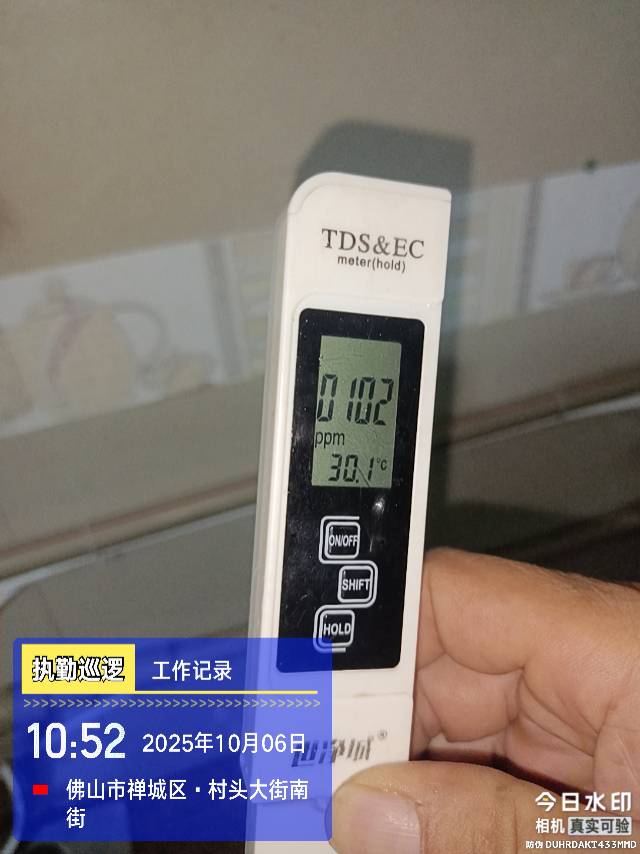 TDS&EC
meter(hold)
0102
ppm
30.1°C
ON/OFF
SHIFT
HOLD
执勤巡逻 工作记录
10:52 2025年10月06日
佛山市禅城区·村头大街南
街
今日水印
相机 真实可验
防伪 DUHRDAKT433MMD